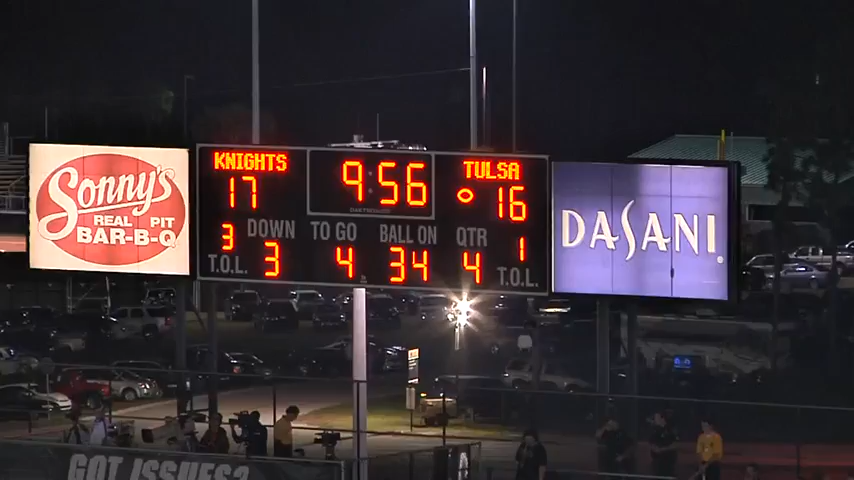 Sonny's
REAL PIT
BAR-B-Q
KNIGHTS 9:56 TULSA
17 16
3 DOWN TO GO BALL ON QTR 1
T.O.L. 3 4 34 4 T.O.L.
DASANI.
GOT ISSUES?